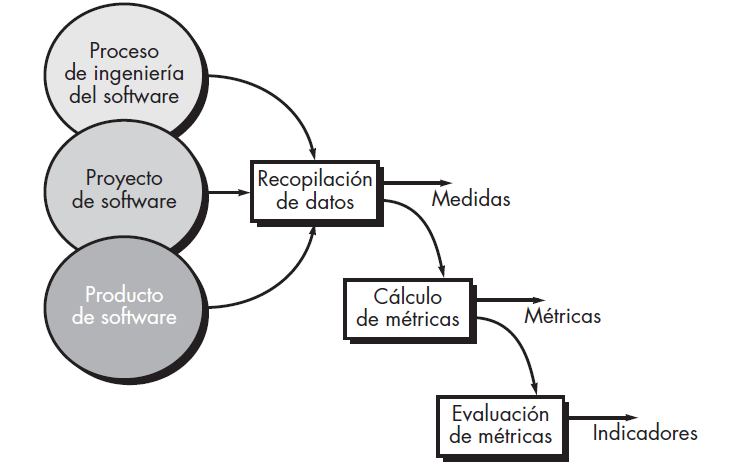 Proceso
de ingeniería
del software
Proyecto
de software
Producto
de software
Recopilación
de datos
Medidas
Cálculo
de métricas
Métricas
Evaluación
de métricas
Indicadores